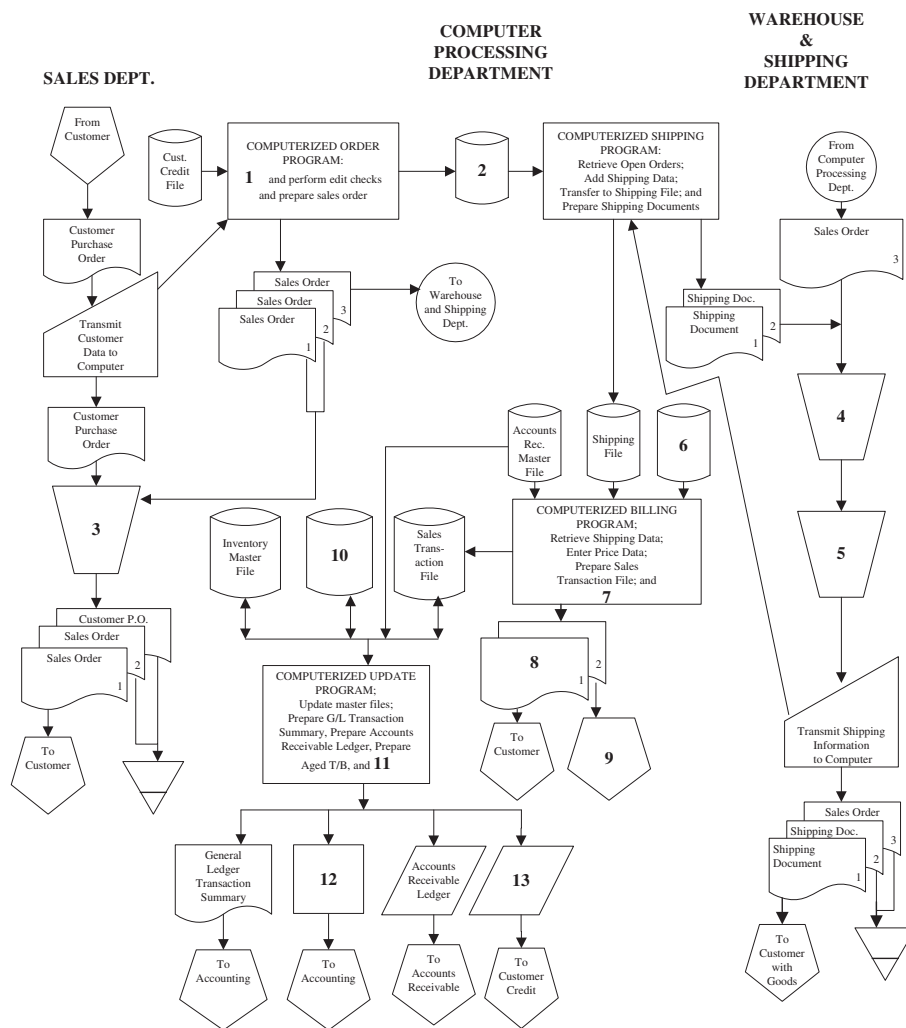 COMPUTER
PROCESSING
DEPARTMENT
WAREHOUSE
&
SHIPPING
DEPARTMENT
SALES DEPT.
From
Customer
Cust.
Credit
File
COMPUTERIZED ORDER
PROGRAM:
1 and perform edit checks
and prepare sales order
2
COMPUTERIZED SHIPPING
PROGRAM:
Retrieve Open Orders;
Add Shipping Data;
Transfer to Shipping File; and
Prepare Shipping Documents
From
Computer
Processing
Dept.
Customer
Purchase
Order
Sales Order
3
Transmit
Customer
Data to
Computer
Sales Order
3
Sales Order
2
Sales Order
1
To
Warehouse
and Shipping
Dept.
Shipping Doc.
2
Shipping
Document
1
Customer
Purchase
Order
4
Accounts
Rec.
Master
File
Shipping
File
6
3
Inventory
Master
File
10
Sales
Trans-
action
File
COMPUTERIZED BILLING
PROGRAM;
Retrieve Shipping Data;
Enter Price Data;
Prepare Sales
Transaction File; and
7
5
Customer P.O.
Sales Order
2
Sales Order
1
8
2
COMPUTERIZED UPDATE
PROGRAM;
Update master files;
Prepare G/L Transaction
Summary, Prepare Accounts
Receivable Ledger, Prepare
Aged T/B, and 11
To
Customer
To
Customer
9
Transmit Shipping
Information
to Computer
General
Ledger
Transaction
Summary
12
Accounts
Receivable
Ledger
13
Sales Order
3
Shipping Doc.
2
Shipping
Document
1
To
Accounting
To
Accounting
To
Accounts
Receivable
To
Customer
Credit
To
Customer
with
Goods